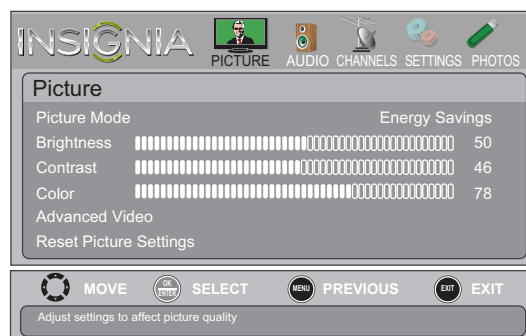 INSIGNIA
PICTURE AUDIO CHANNELS SETTINGS PHOTOS
Picture
Picture Mode Energy Savings
Brightness 50
Contrast 46
Color 78
Advanced Video
Reset Picture Settings
MOVE OK ENTER SELECT MENU PREVIOUS EXIT EXIT
Adjust settings to affect picture quality